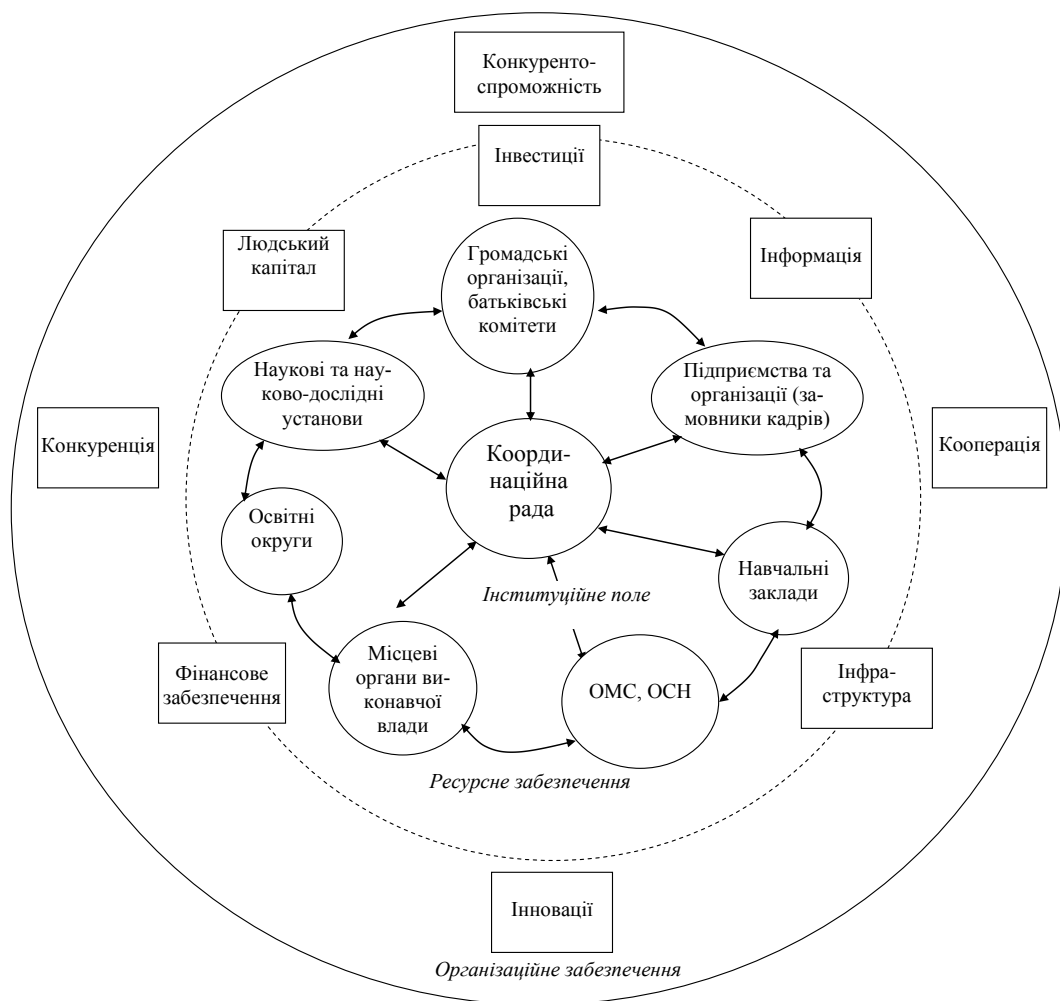 Конкуренто-
спроможність
Інвестиції
Людський
капітал
Громадські
організації,
батьківські
комітети
Інформація
Наукові та нау-
ково-дослідні
установи
Підприємства та
організації (за-
мовники кадрів)
Конкуренція
Коорди-
наційна
рада
Кооперація
Освітні
округи
Навчальні
заклади
Інституційне поле
Фінансове
забезпечення
Місцеві
органи ви-
конавчої
влади
ОМС, ОСН
Інфра-
структура
Ресурсне забезпечення
Інновації
Організаційне забезпечення